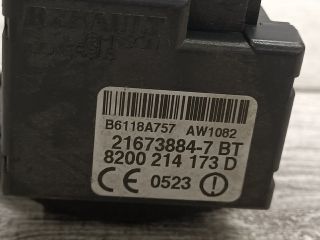 B6118A757 AW1082
21673884-7 BT
8200 214 173 D
CE 0523